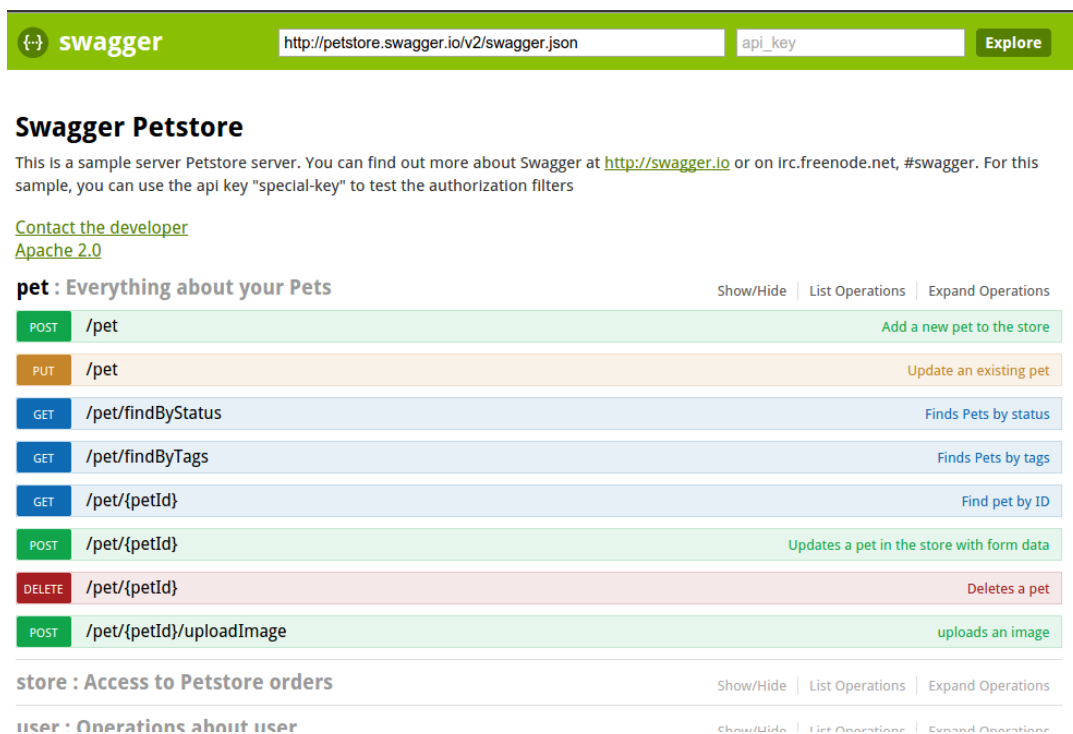 {···} swagger http://petstore.swagger.io/v2/swagger.json api_key Explore
Swagger Petstore
This is a sample server Petstore server. You can find out more about Swagger at http://swagger.io or on irc.freenode.net, #swagger. For this
sample, you can use the api key "special-key" to test the authorization filters
Contact the developer
Apache 2.0
pet : Everything about your Pets Show/Hide List Operations Expand Operations
POST /pet Add a new pet to the store
PUT /pet Update an existing pet
GET /pet/findByStatus Finds Pets by status
GET /pet/findByTags Finds Pets by tags
GET /pet/{petId} Find pet by ID
POST /pet/{petId} Updates a pet in the store with form data
DELETE /pet/{petId} Deletes a pet
POST /pet/{petId}/uploadImage uploads an image
store : Access to Petstore orders Show/Hide List Operations Expand Operations
user : Operations about user Show/Hide List Operations Expand Operations